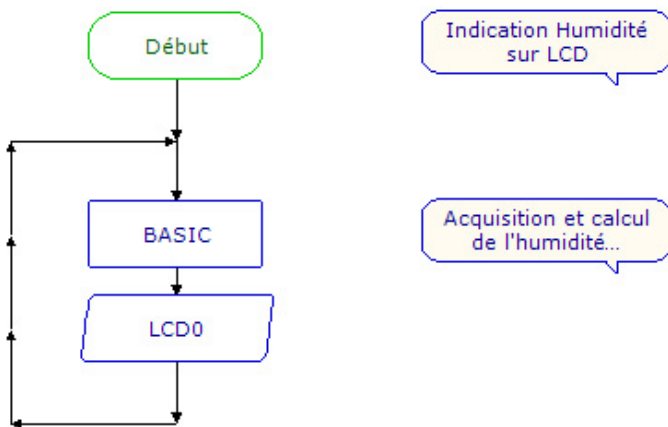 Début
Indication Humidité
sur LCD
BASIC
Acquisition et calcul
de l'humidité...
LCD0